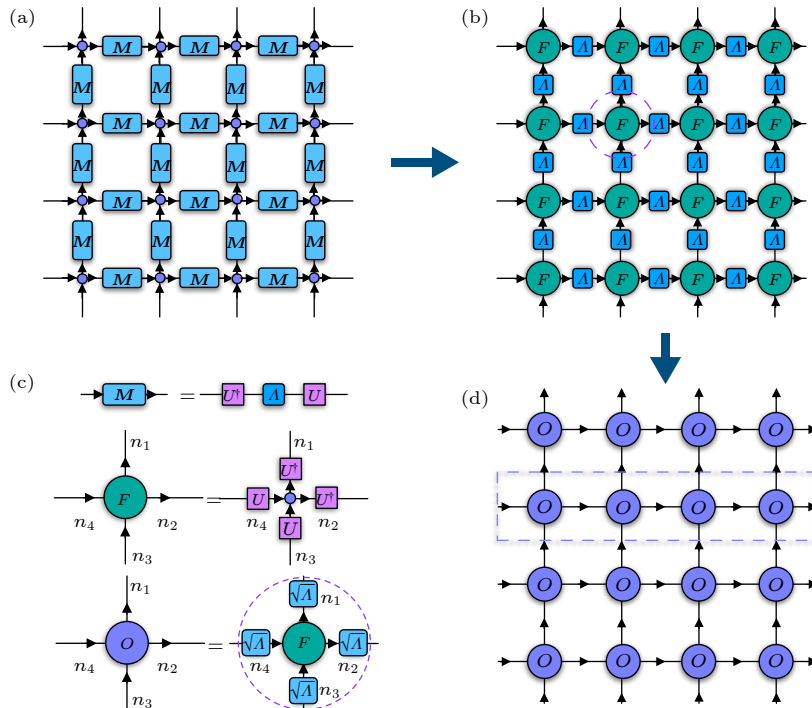 (a)
M M M
M M M M
M M M
M M M M
M M M
M M M M
M M M
(b)
F Λ F Λ F Λ F
Λ Λ Λ Λ
F Λ F Λ F Λ F
Λ Λ Λ Λ
F Λ F Λ F Λ F
Λ Λ Λ Λ
F Λ F Λ F Λ F
(c)
M = U† Λ U
n₁ n₁
U†
F = U U†
n₄ n₂ n₄ n₂
U
n₃ n₃
n₁ √Λ n₁
O = √Λ F √Λ
n₄ n₂ n₄ n₂
n₃ √Λ n₃
(d)
O O O O
O O O O
O O O O
O O O O